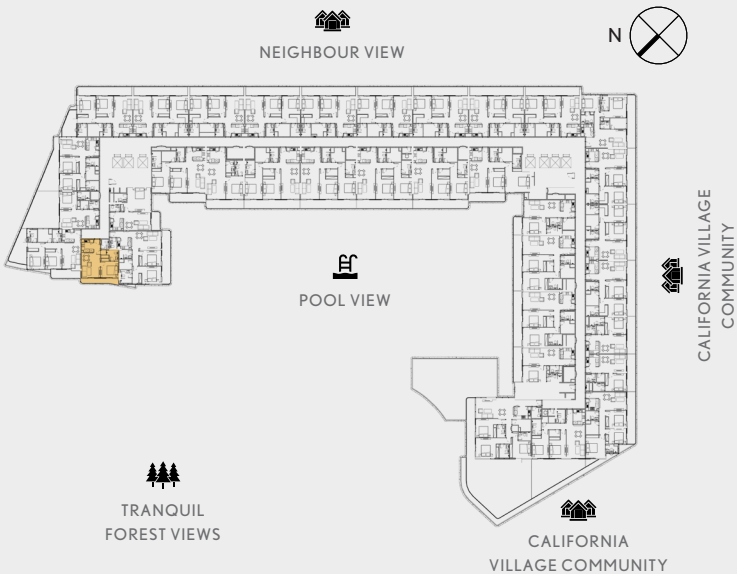 NEIGHBOUR VIEW
N
CALIFORNIA VILLAGE
COMMUNITY
POOL VIEW
TRANQUIL
FOREST VIEWS
CALIFORNIA
VILLAGE COMMUNITY